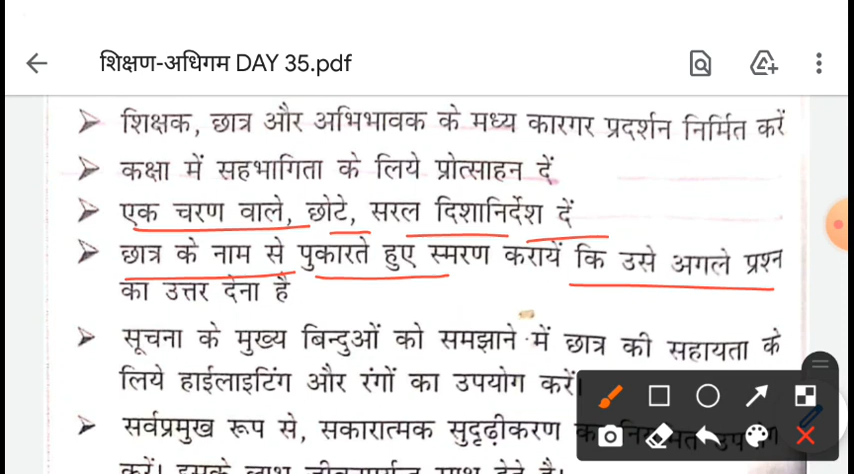 शिक्षण-अधिगम DAY 35.pdf
शिक्षक, छात्र और अभिभावक के मध्य कारगर प्रदर्शन निर्मित करें
कक्षा में सहभागिता के लिये प्रोत्साहन दें
एक चरण वाले, छोटे, सरल दिशानिर्देश दें
छात्र के नाम से पुकारते हुए स्मरण करायें कि उसे अगले प्रश्न
का उत्तर देना है
सूचना के मुख्य बिन्दुओं को समझाने में छात्र की सहायता के
लिये हाईलाइटिंग और रंगों का उपयोग करें।
सर्वप्रमुख रूप से, सकारात्मक सुदृढ़ीकरण